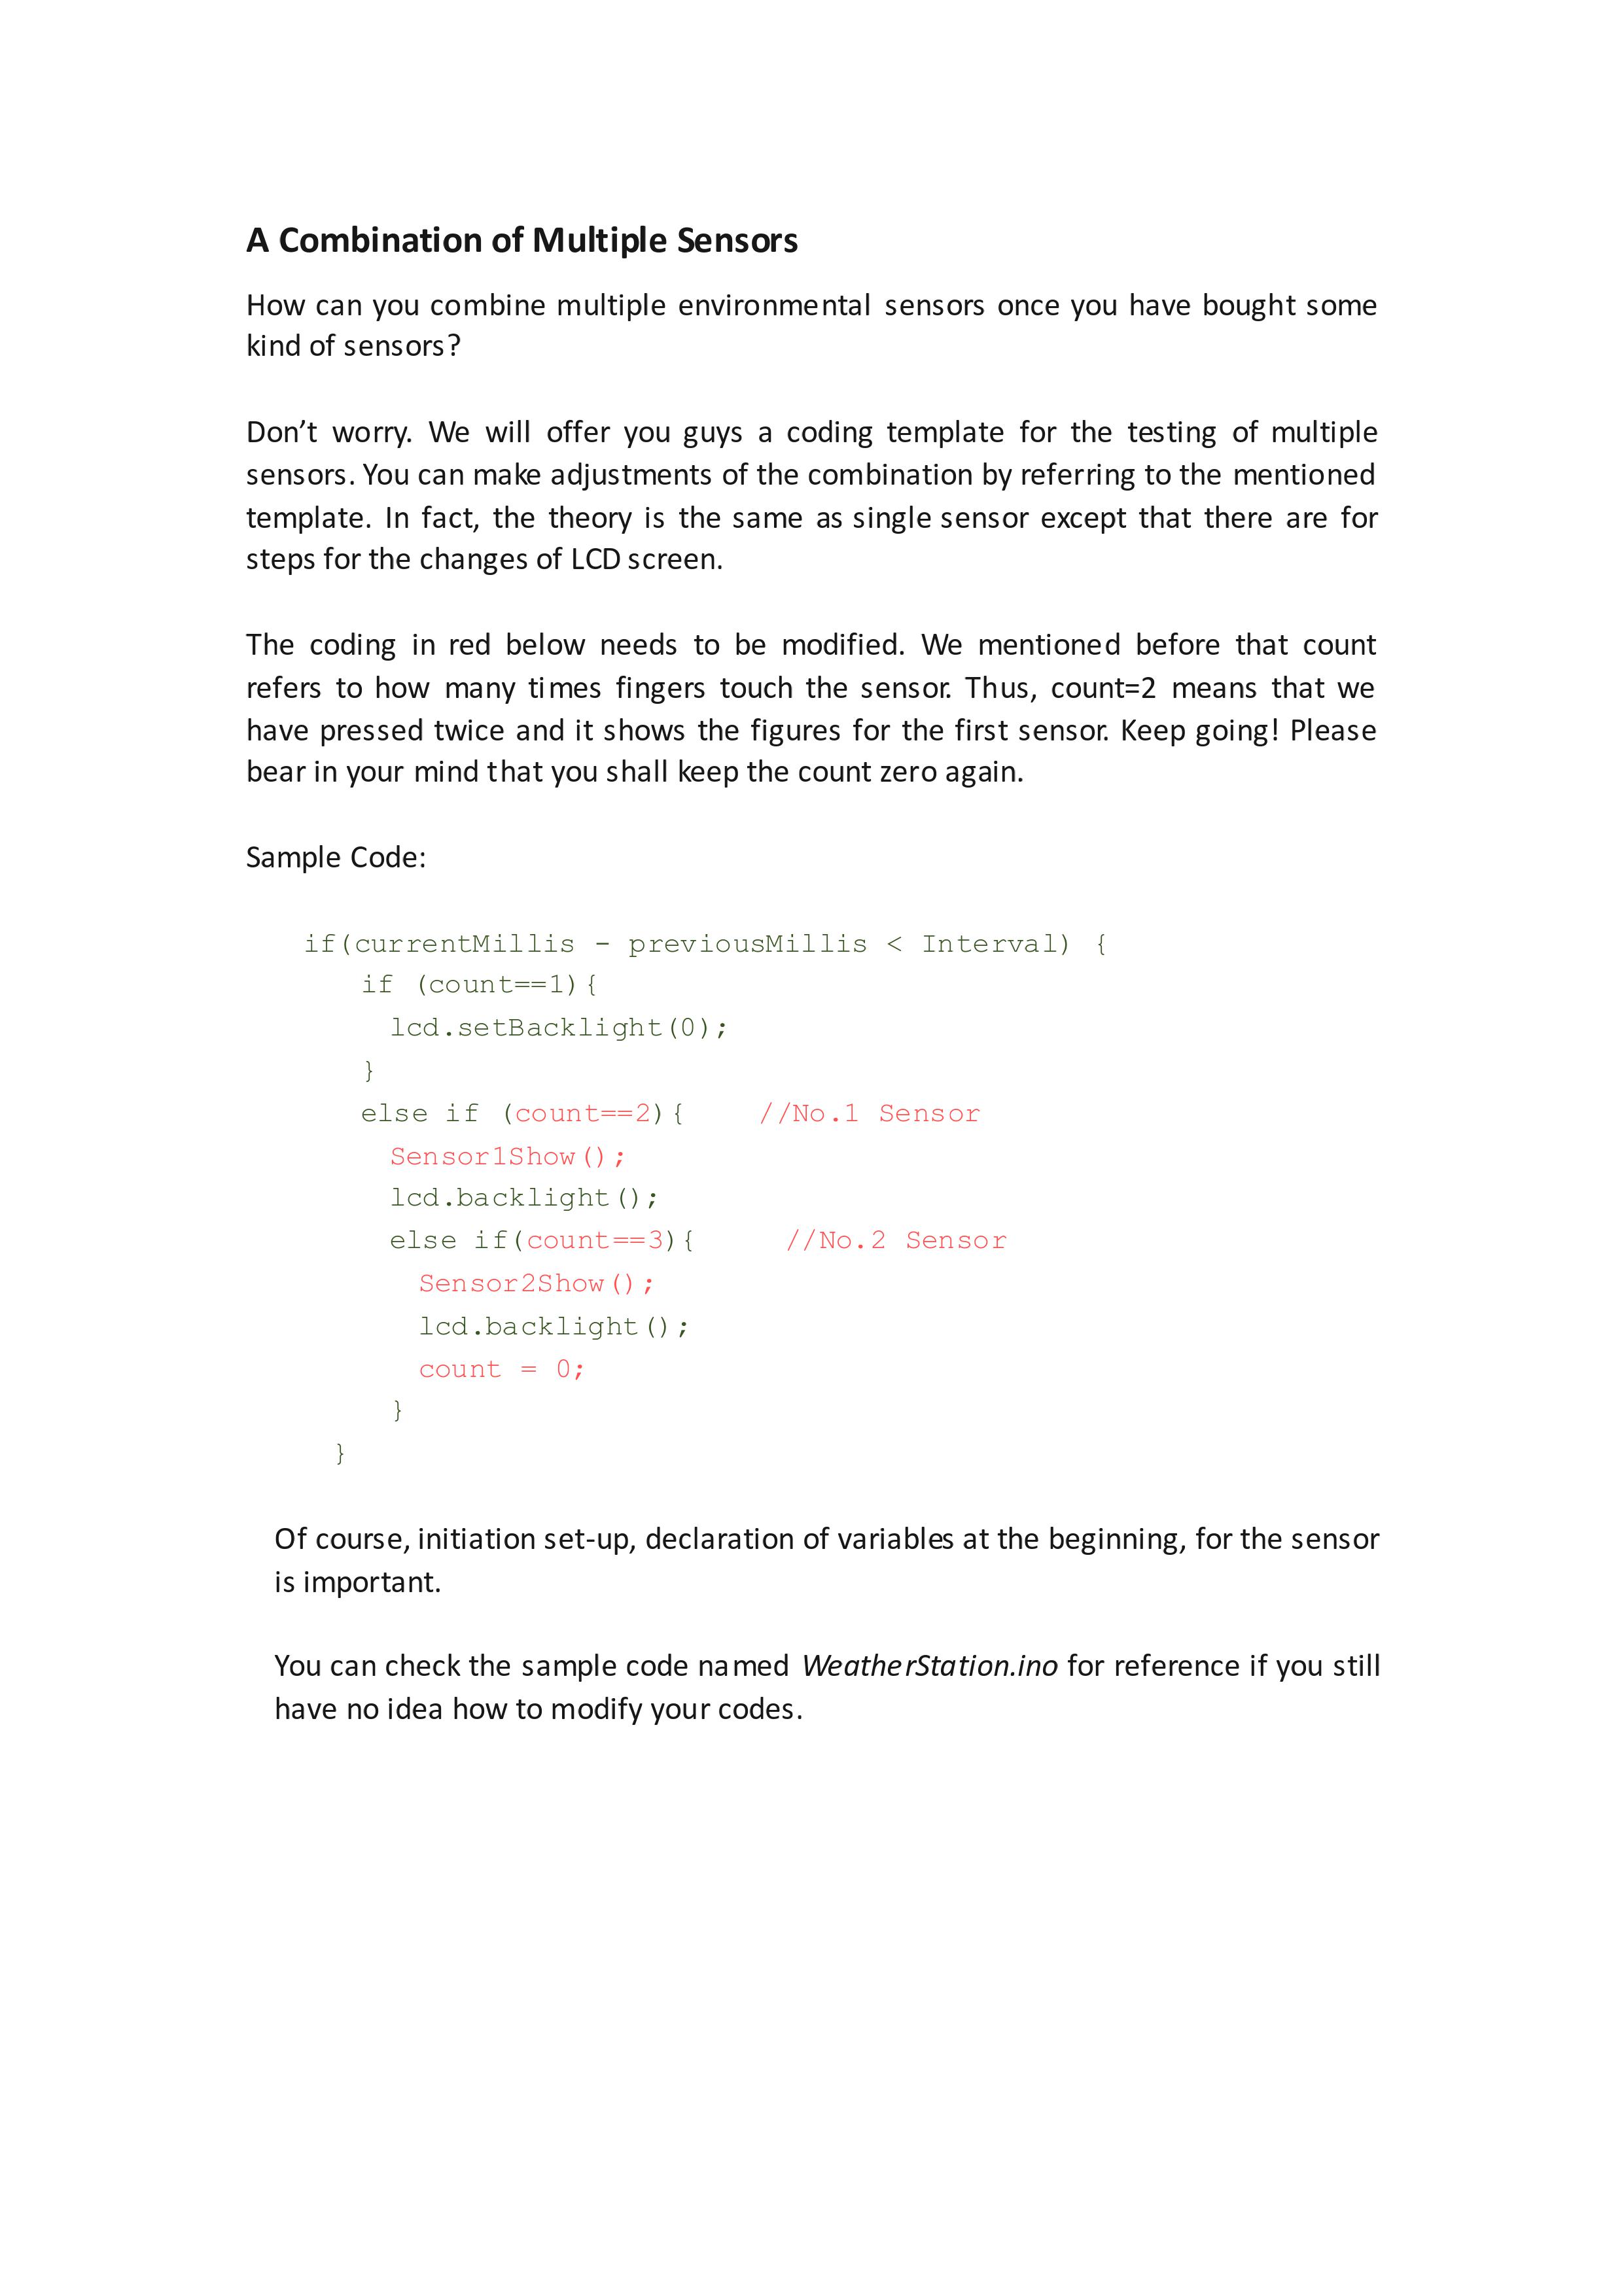 A Combination of Multiple Sensors
How can you combine multiple environmental sensors once you have bought some
kind of sensors?
Don’t worry. We will offer you guys a coding template for the testing of multiple
sensors. You can make adjustments of the combination by referring to the mentioned
template. In fact, the theory is the same as single sensor except that there are for
steps for the changes of LCD screen.
The coding in red below needs to be modified. We mentioned before that count
refers to how many times fingers touch the sensor. Thus, count=2 means that we
have pressed twice and it shows the figures for the first sensor. Keep going! Please
bear in your mind that you shall keep the count zero again.
Sample Code:
if(currentMillis - previousMillis < Interval) {
if (count==1){
lcd.setBacklight(0);
}
else if (count==2){ //No.1 Sensor
Sensor1Show();
lcd.backlight();
else if(count==3){ //No.2 Sensor
Sensor2Show();
lcd.backlight();
count = 0;
}
}
Of course, initiation set-up, declaration of variables at the beginning, for the sensor
is important.
You can check the sample code named WeatherStation.ino for reference if you still
have no idea how to modify your codes.